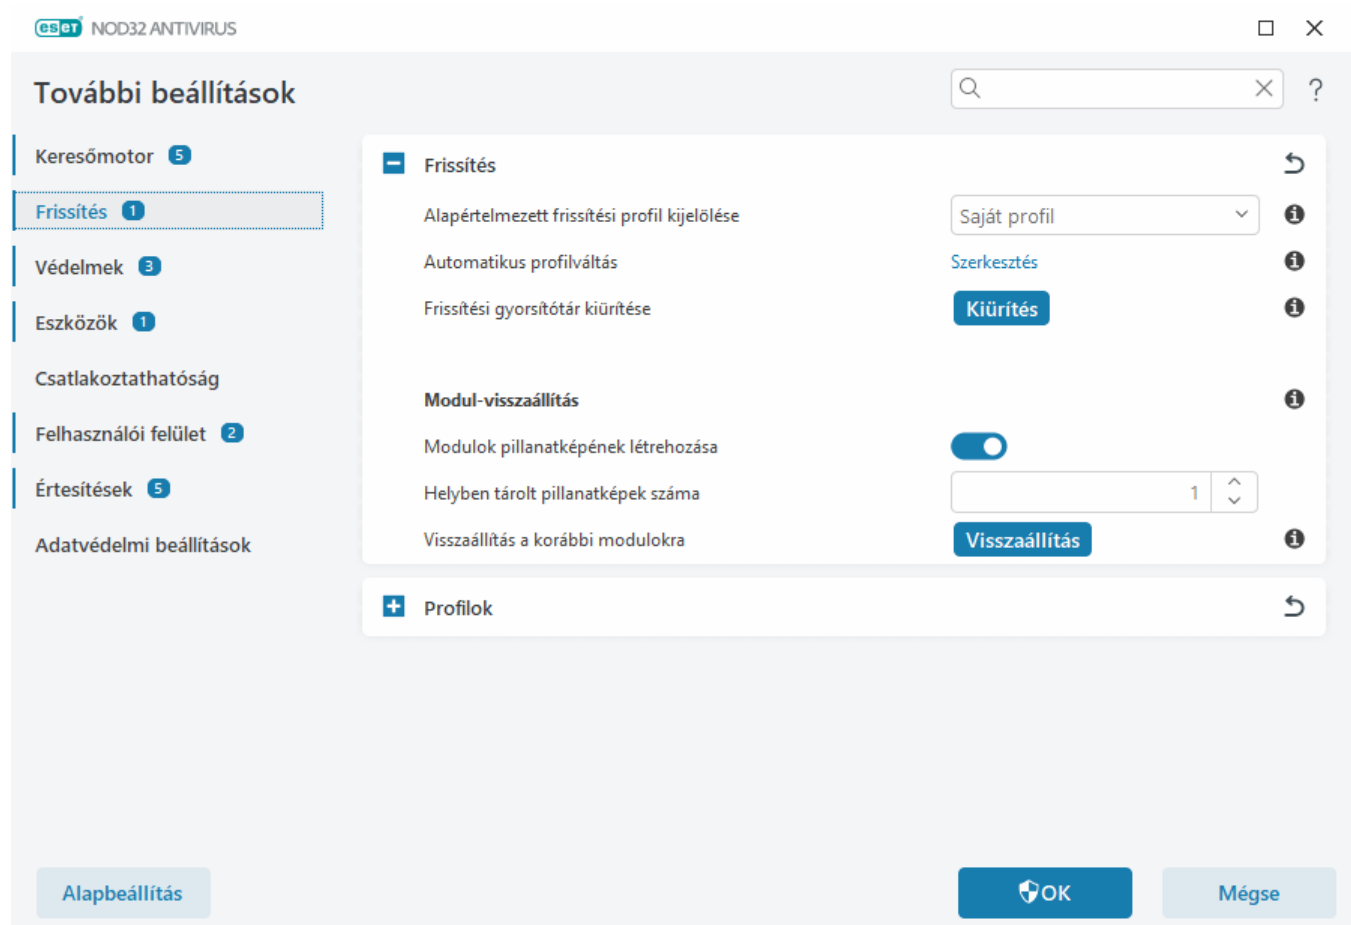 eset NOD32 ANTIVIRUS
További beállítások
?
Keresőmotor 5
Frissítés 1
Védelmek 3
Eszközök 1
Csatlakoztathatóság
Felhasználói felület 2
Értesítések 5
Adatvédelmi beállítások
Frissítés
Alapértelmezett frissítési profil kijelölése Saját profil
Automatikus profilváltás Szerkesztés
Frissítési gyorsítótár kiürítése Kiürítés
Modul-visszaállítás
Modulok pillanatképének létrehozása
Helyben tárolt pillanatképek száma 1
Visszaállítás a korábbi modulokra Visszaállítás
Profilok
Alapbeállítás OK Mégse